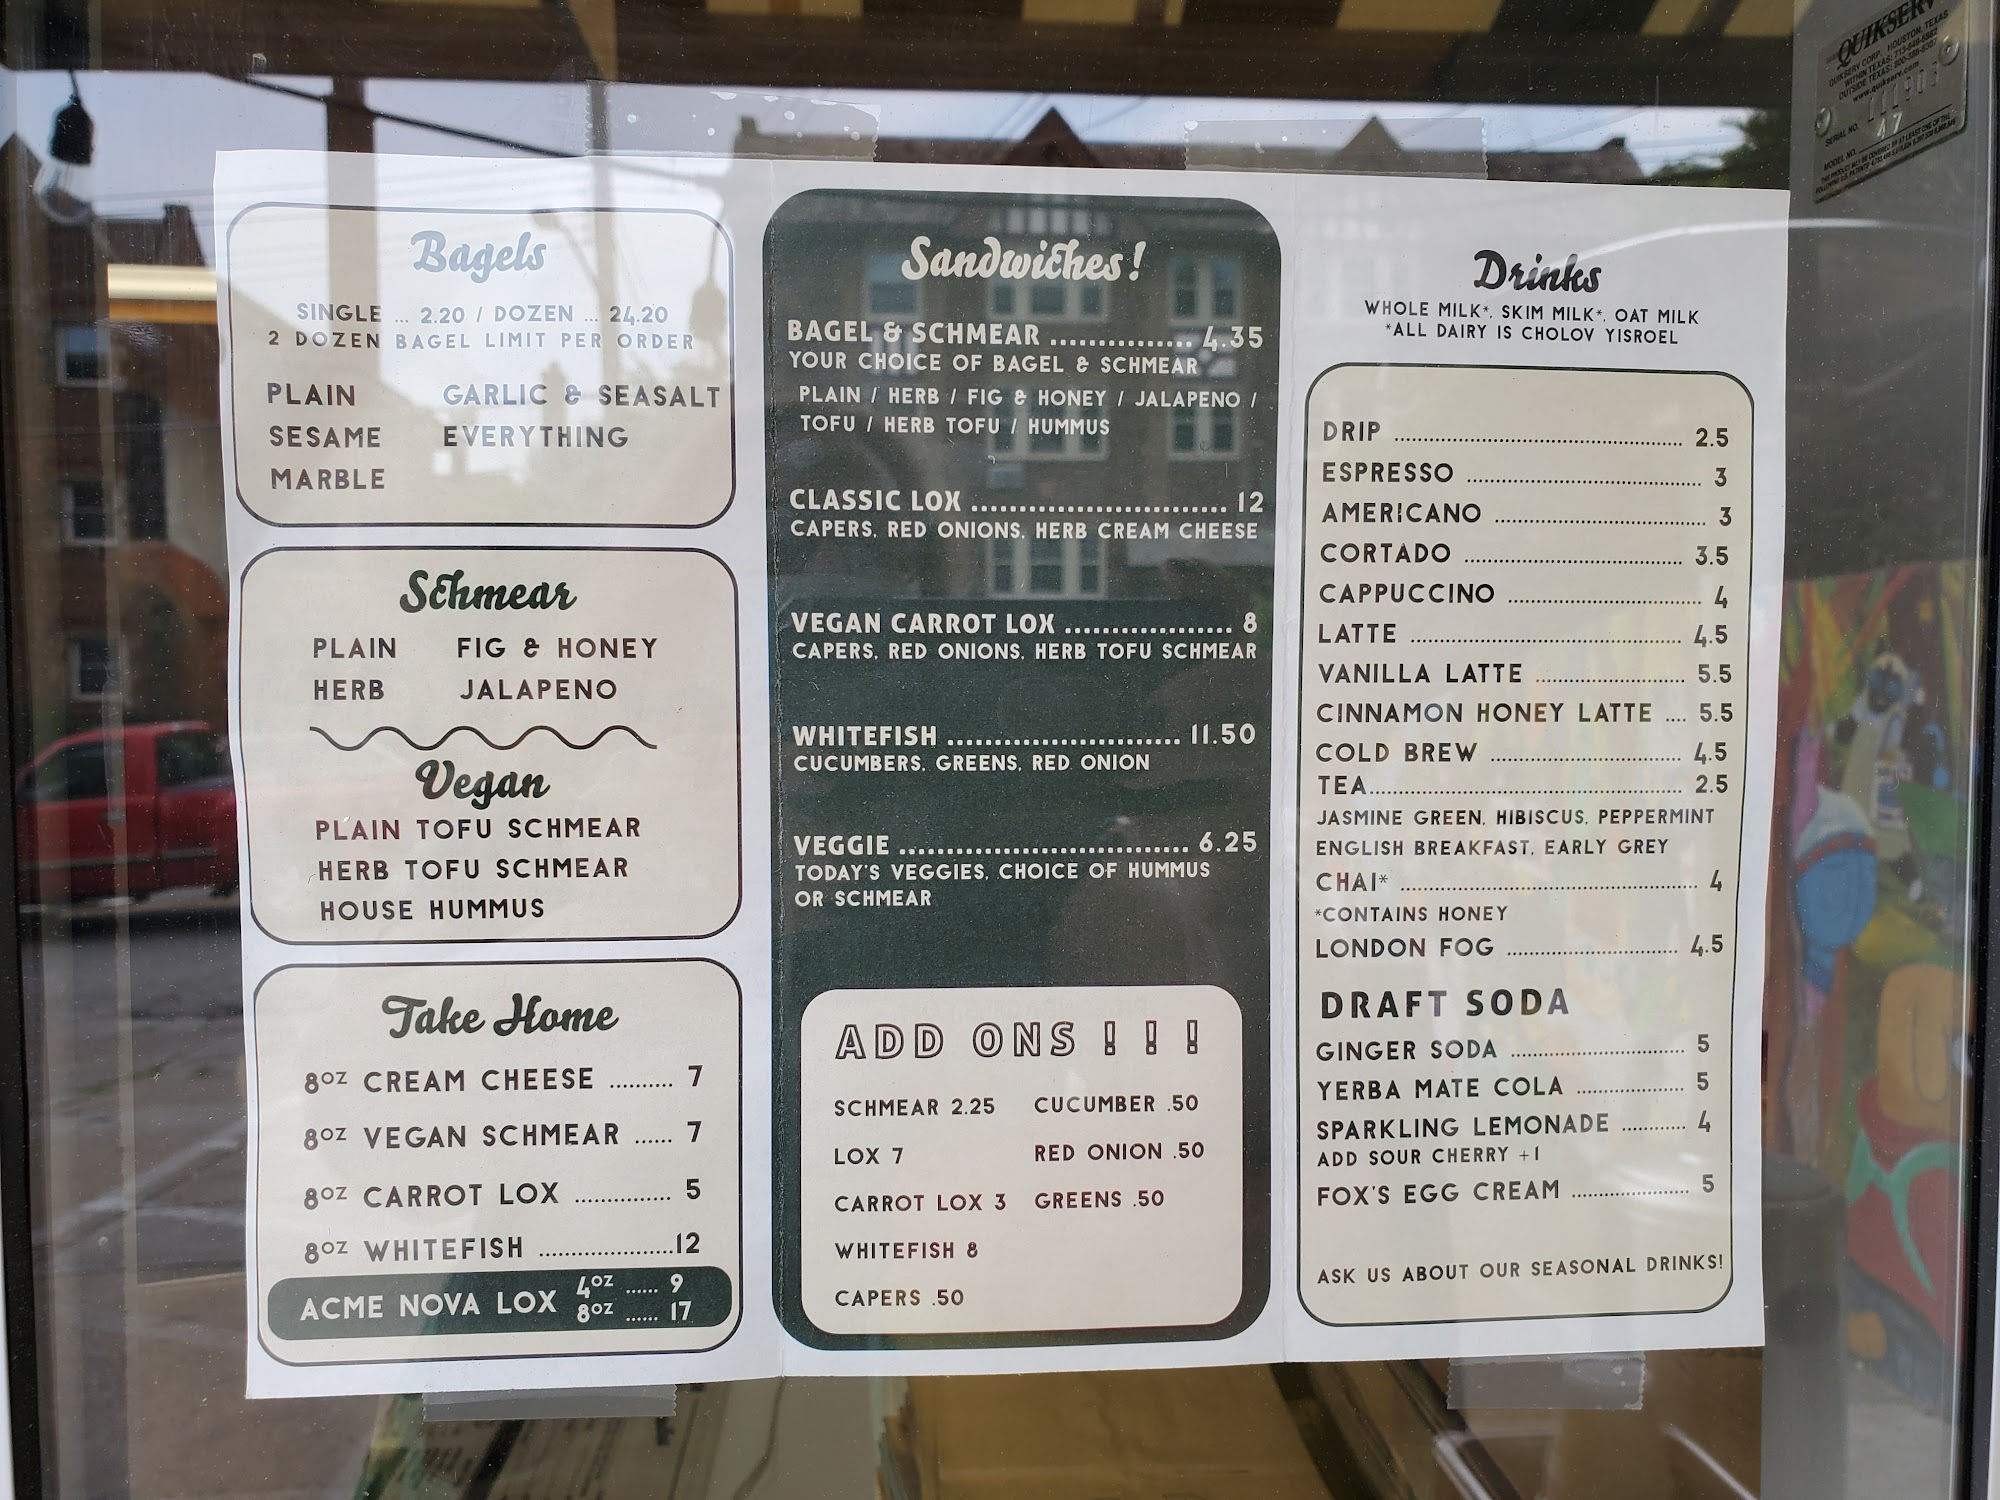 Bagels
SINGLE ... 2.20 / DOZEN ... 24.20
2 DOZEN BAGEL LIMIT PER ORDER
PLAIN GARLIC & SEASALT
SESAME EVERYTHING
MARBLE
Schmear
PLAIN FIG & HONEY
HERB JALAPENO
Vegan
PLAIN TOFU SCHMEAR
HERB TOFU SCHMEAR
HOUSE HUMMUS
Take Home
8OZ CREAM CHEESE .......... 7
8OZ VEGAN SCHMEAR ...... 7
8OZ CARROT LOX ............... 5
8OZ WHITEFISH .....................12
ACME NOVA LOX
4OZ ...... 9
8OZ ...... 17
Sandwiches!
BAGEL & SCHMEAR ............... 4.35
YOUR CHOICE OF BAGEL & SCHMEAR
PLAIN / HERB / FIG & HONEY / JALAPENO /
TOFU / HERB TOFU / HUMMUS
CLASSIC LOX ........................... 12
CAPERS, RED ONIONS, HERB CREAM CHEESE
VEGAN CARROT LOX .................. 8
CAPERS, RED ONIONS, HERB TOFU SCHMEAR
WHITEFISH ......................... 11.50
CUCUMBERS, GREENS, RED ONION
VEGGIE ............................... 6.25
TODAY'S VEGGIES, CHOICE OF HUMMUS
OR SCHMEAR
ADD ONS ! ! !
SCHMEAR 2.25 CUCUMBER .50
LOX 7 RED ONION .50
CARROT LOX 3 GREENS .50
WHITEFISH 8
CAPERS .50
Drinks
WHOLE MILK*, SKIM MILK*, OAT MILK
*ALL DAIRY IS CHOLOV YISROEL
DRIP ............................................. 2.5
ESPRESSO ..................................... 3
AMERICANO .................................. 3
CORTADO ................................... 3.5
CAPPUCCINO ............................... 4
LATTE ........................................... 4.5
VANILLA LATTE ........................ 5.5
CINNAMON HONEY LATTE .... 5.5
COLD BREW ............................... 4.5
TEA................................................. 2.5
JASMINE GREEN, HIBISCUS, PEPPERMINT
ENGLISH BREAKFAST, EARLY GREY
CHAI* .............................................. 4
*CONTAINS HONEY
LONDON FOG ........................... 4.5
DRAFT SODA
GINGER SODA ............................ 5
YERBA MATE COLA ................. 5
SPARKLING LEMONADE .......... 4
ADD SOUR CHERRY +1
FOX'S EGG CREAM .................... 5
ASK US ABOUT OUR SEASONAL DRINKS!
QUIKSERV
QUIKSERV CORP. HOUSTON, TEXAS
www.quikserv.com
SERIAL NO.
MODEL NO. 47